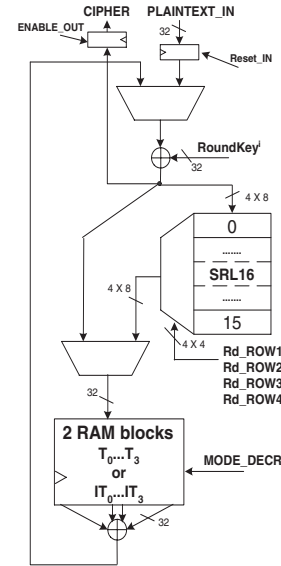 CIPHER PLAINTEXT_IN
ENABLE_OUT
32
Reset_IN
RoundKeyⁱ
32
4 X 8
0
.......
SRL16
4 X 8
.......
15
4 X 4
Rd_ROW1
Rd_ROW2
Rd_ROW3
Rd_ROW4
32
2 RAM blocks
T₀...T₃
or
IT₀...IT₃
MODE_DECR
32